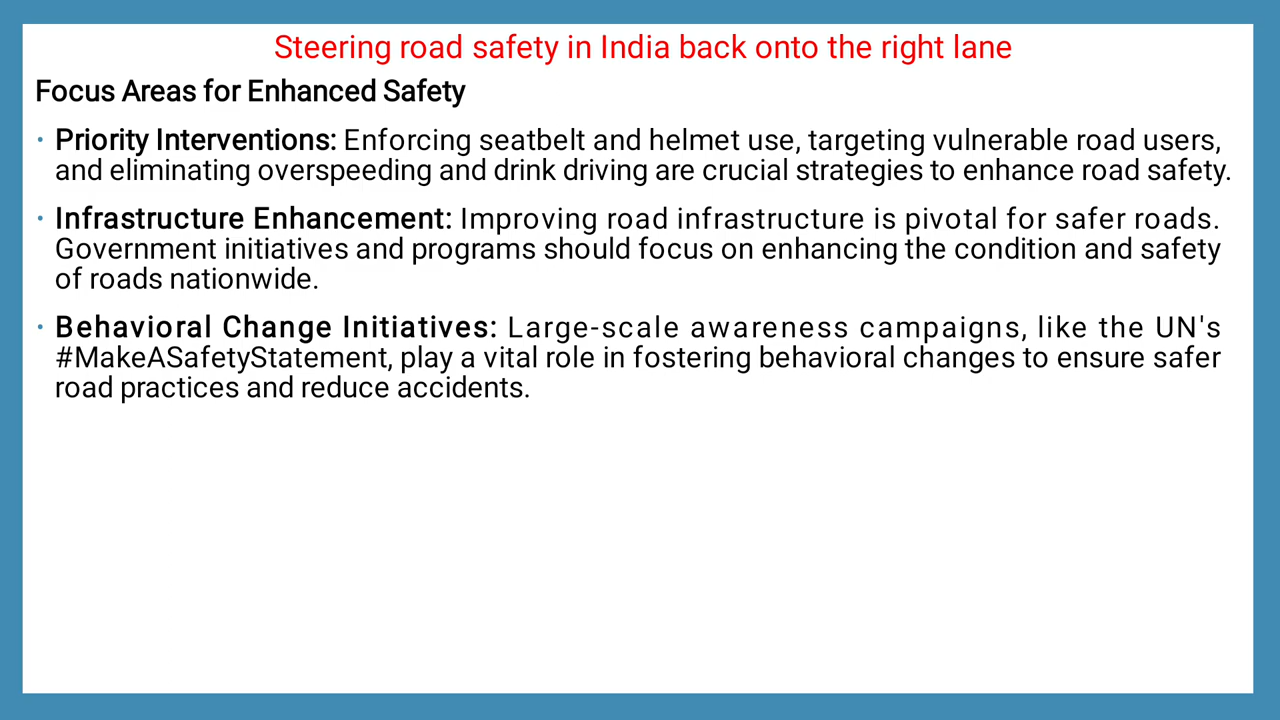 Steering road safety in India back onto the right lane
Focus Areas for Enhanced Safety
• Priority Interventions: Enforcing seatbelt and helmet use, targeting vulnerable road users,
and eliminating overspeeding and drink driving are crucial strategies to enhance road safety.
• Infrastructure Enhancement: Improving road infrastructure is pivotal for safer roads.
Government initiatives and programs should focus on enhancing the condition and safety
of roads nationwide.
• Behavioral Change Initiatives: Large-scale awareness campaigns, like the UN's
#MakeASafetyStatement, play a vital role in fostering behavioral changes to ensure safer
road practices and reduce accidents.